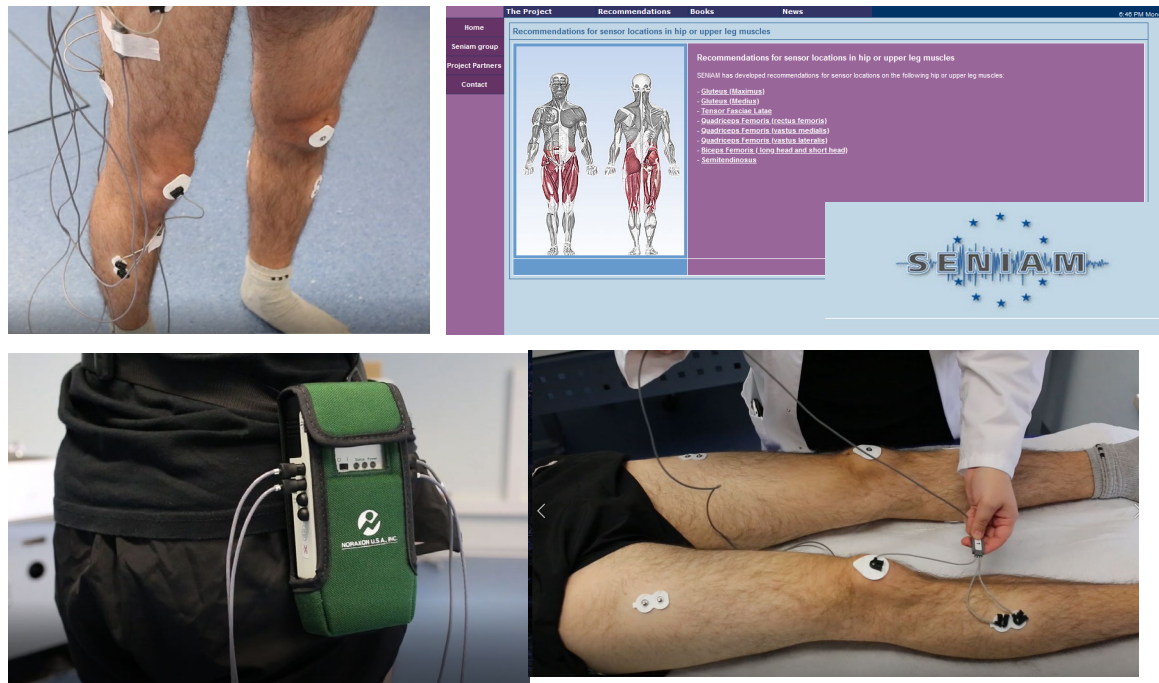 The Project Recommendations Books News
6:46 PM Mon
Home
Seniam group
Project Partners
Contact
Recommendations for sensor locations in hip or upper leg muscles
Recommendations for sensor locations in hip or upper leg muscles
SENIAM has developed recommendations for sensor locations on the following hip or upper leg muscles:
- Gluteus (Maximus)
- Gluteus (Medius)
- Tensor Fasciae Latae
- Quadriceps Femoris (rectus femoris)
- Quadriceps Femoris (vastus medialis)
- Quadriceps Femoris (vastus lateralis)
- Biceps Femoris ( long head and short head)
- Semitendinosus
SENIAM
NORAXON U.S.A., INC.